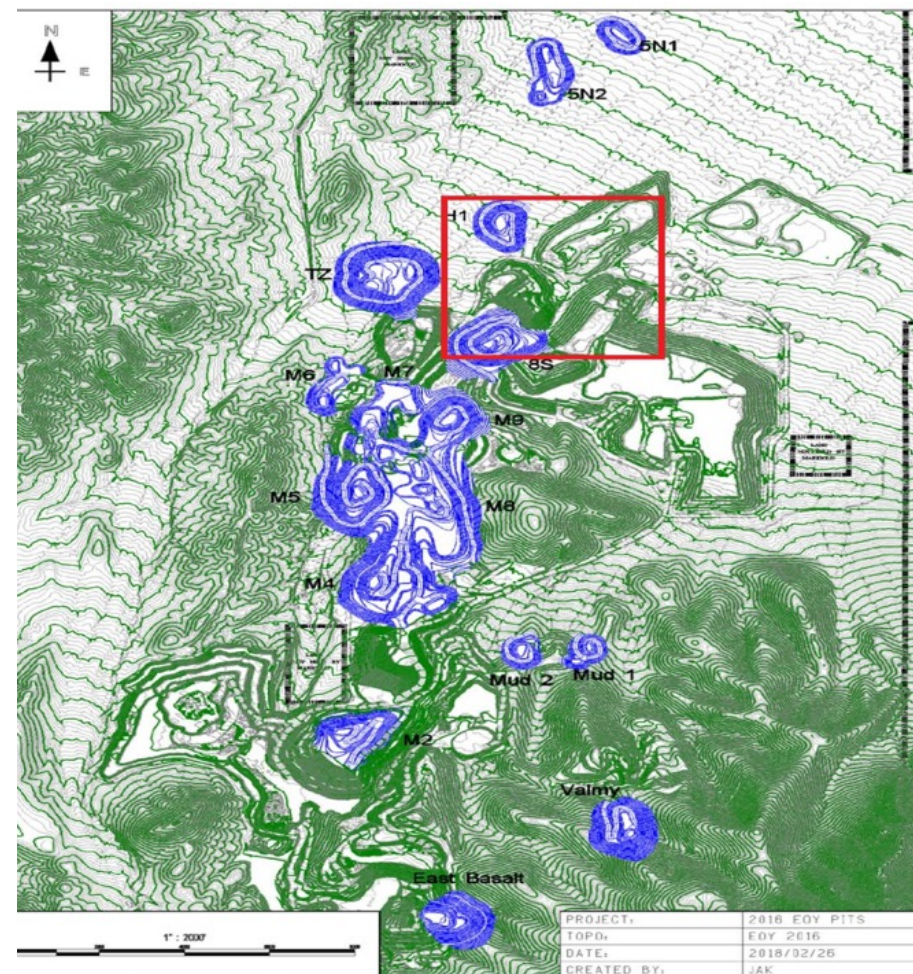 N
E
5N1
5N2
H1
TZ
8S
M7
M6
M9
M5
M8
M4
Mud 2
Mud 1
M2
Valmy
East Basalt
1" : 2000'
PROJECT: 2016 EOY PITS
TOPO: EOY 2016
DATE: 2018/02/26
CREATED BY: JAK